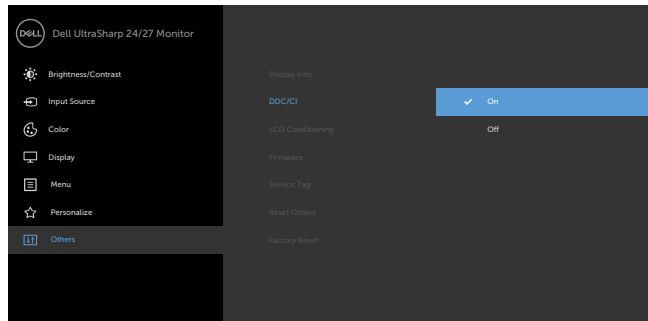 DELL Dell UltraSharp 24/27 Monitor
Brightness/Contrast
Input Source
Color
Display
Menu
Personalize
Others
Display Info
DDC/CI
LCD Conditioning
Firmware
Service Tag
Reset Others
Factory Reset
On
Off